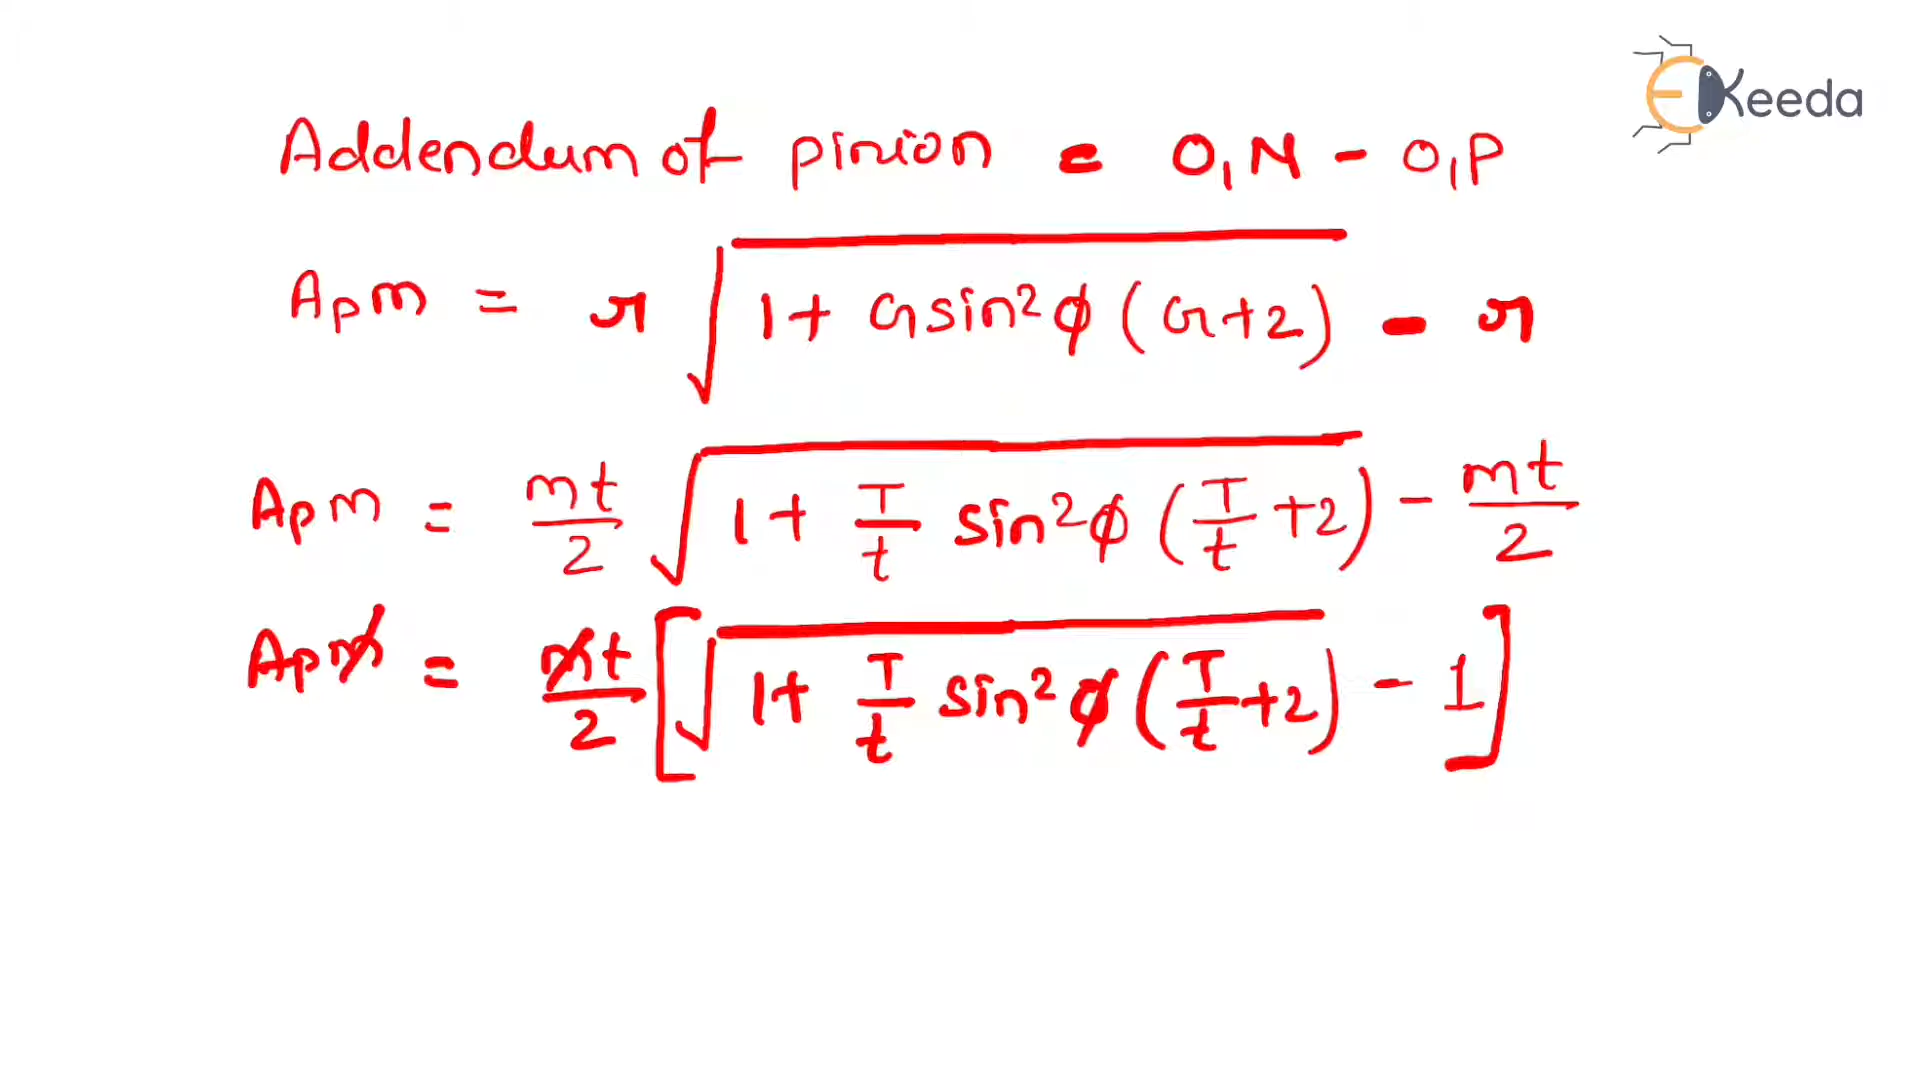 EKeeda
Addendum of pinion = O₁N - O₁P
Apm = r √(1 + G sin²φ (G + 2)) - r
Apm = mt/2 √(1 + T/t sin²φ (T/t + 2)) - mt/2
Apm = mt/2 [√(1 + T/t sin²φ (T/t + 2)) - 1]